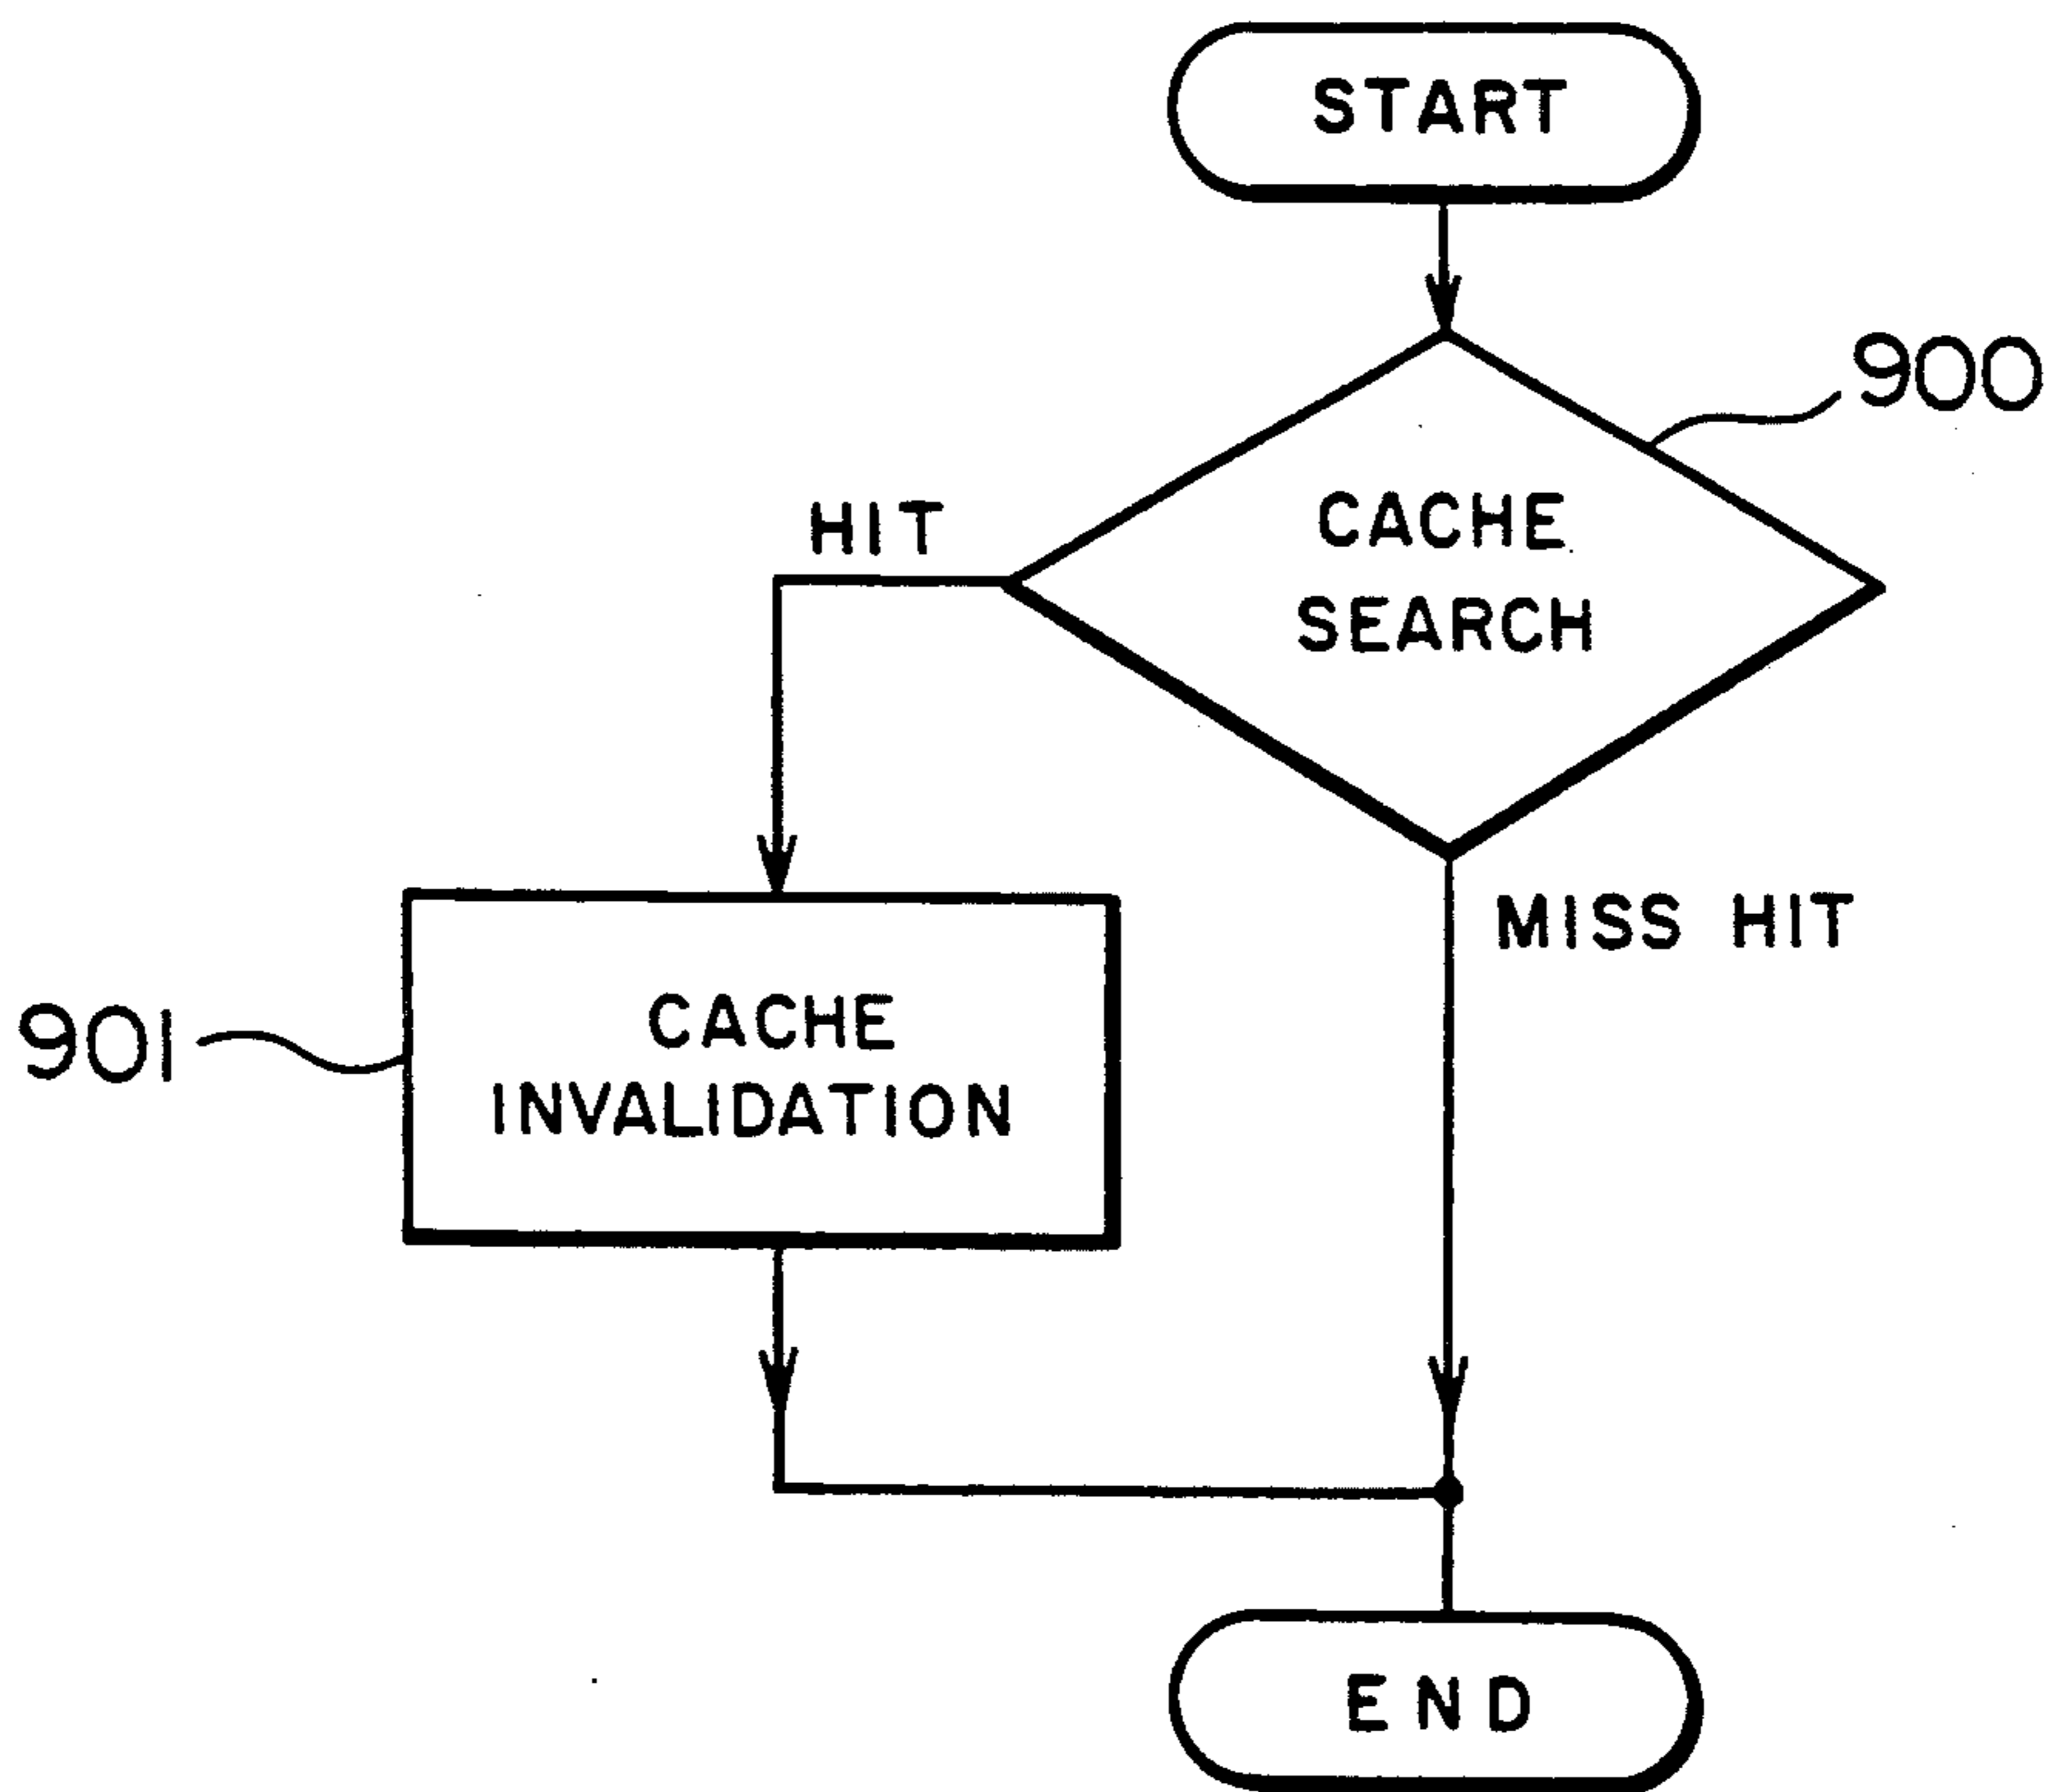 START
900
CACHE
SEARCH
HIT
MISS HIT
CACHE
INVALIDATION
901
END